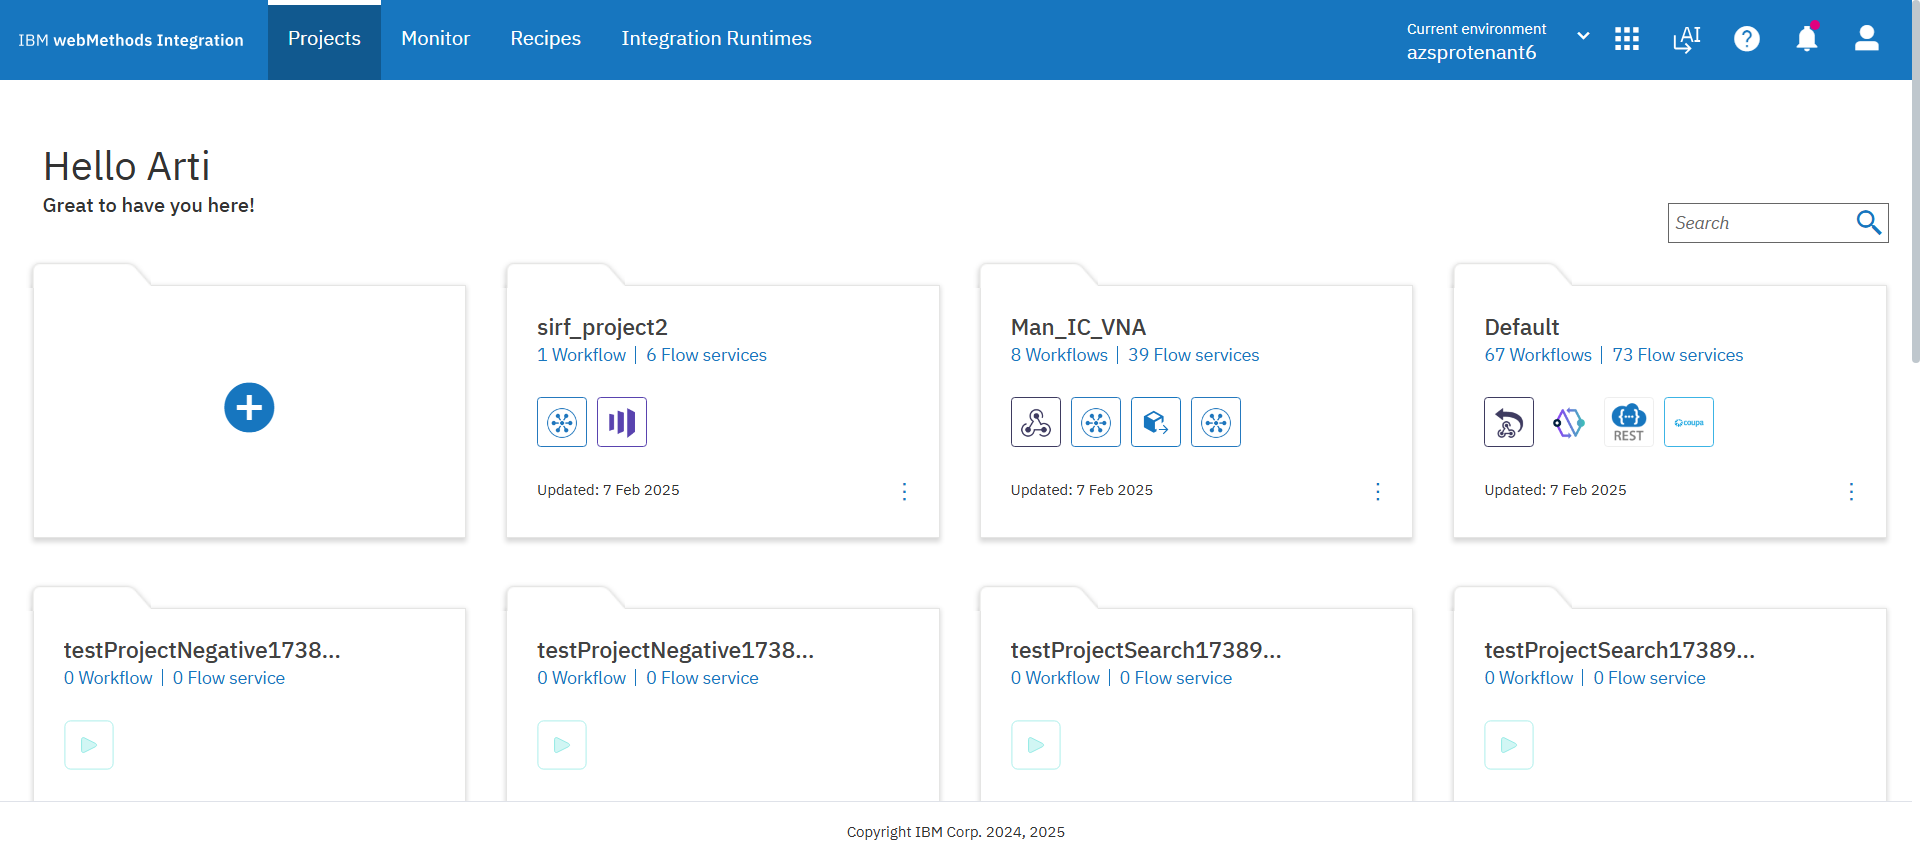 IBM webMethods Integration
Projects
Monitor
Recipes
Integration Runtimes
Current environment
azsprotenant6
AI
?
Hello Arti
Great to have you here!
Search
sirf_project2
1 Workflow | 6 Flow services
Updated: 7 Feb 2025
Man_IC_VNA
8 Workflows | 39 Flow services
Updated: 7 Feb 2025
Default
67 Workflows | 73 Flow services
{...}
REST
coupa
Updated: 7 Feb 2025
testProjectNegative1738...
0 Workflow | 0 Flow service
testProjectNegative1738...
0 Workflow | 0 Flow service
testProjectSearch17389...
0 Workflow | 0 Flow service
testProjectSearch17389...
0 Workflow | 0 Flow service
Copyright IBM Corp. 2024, 2025